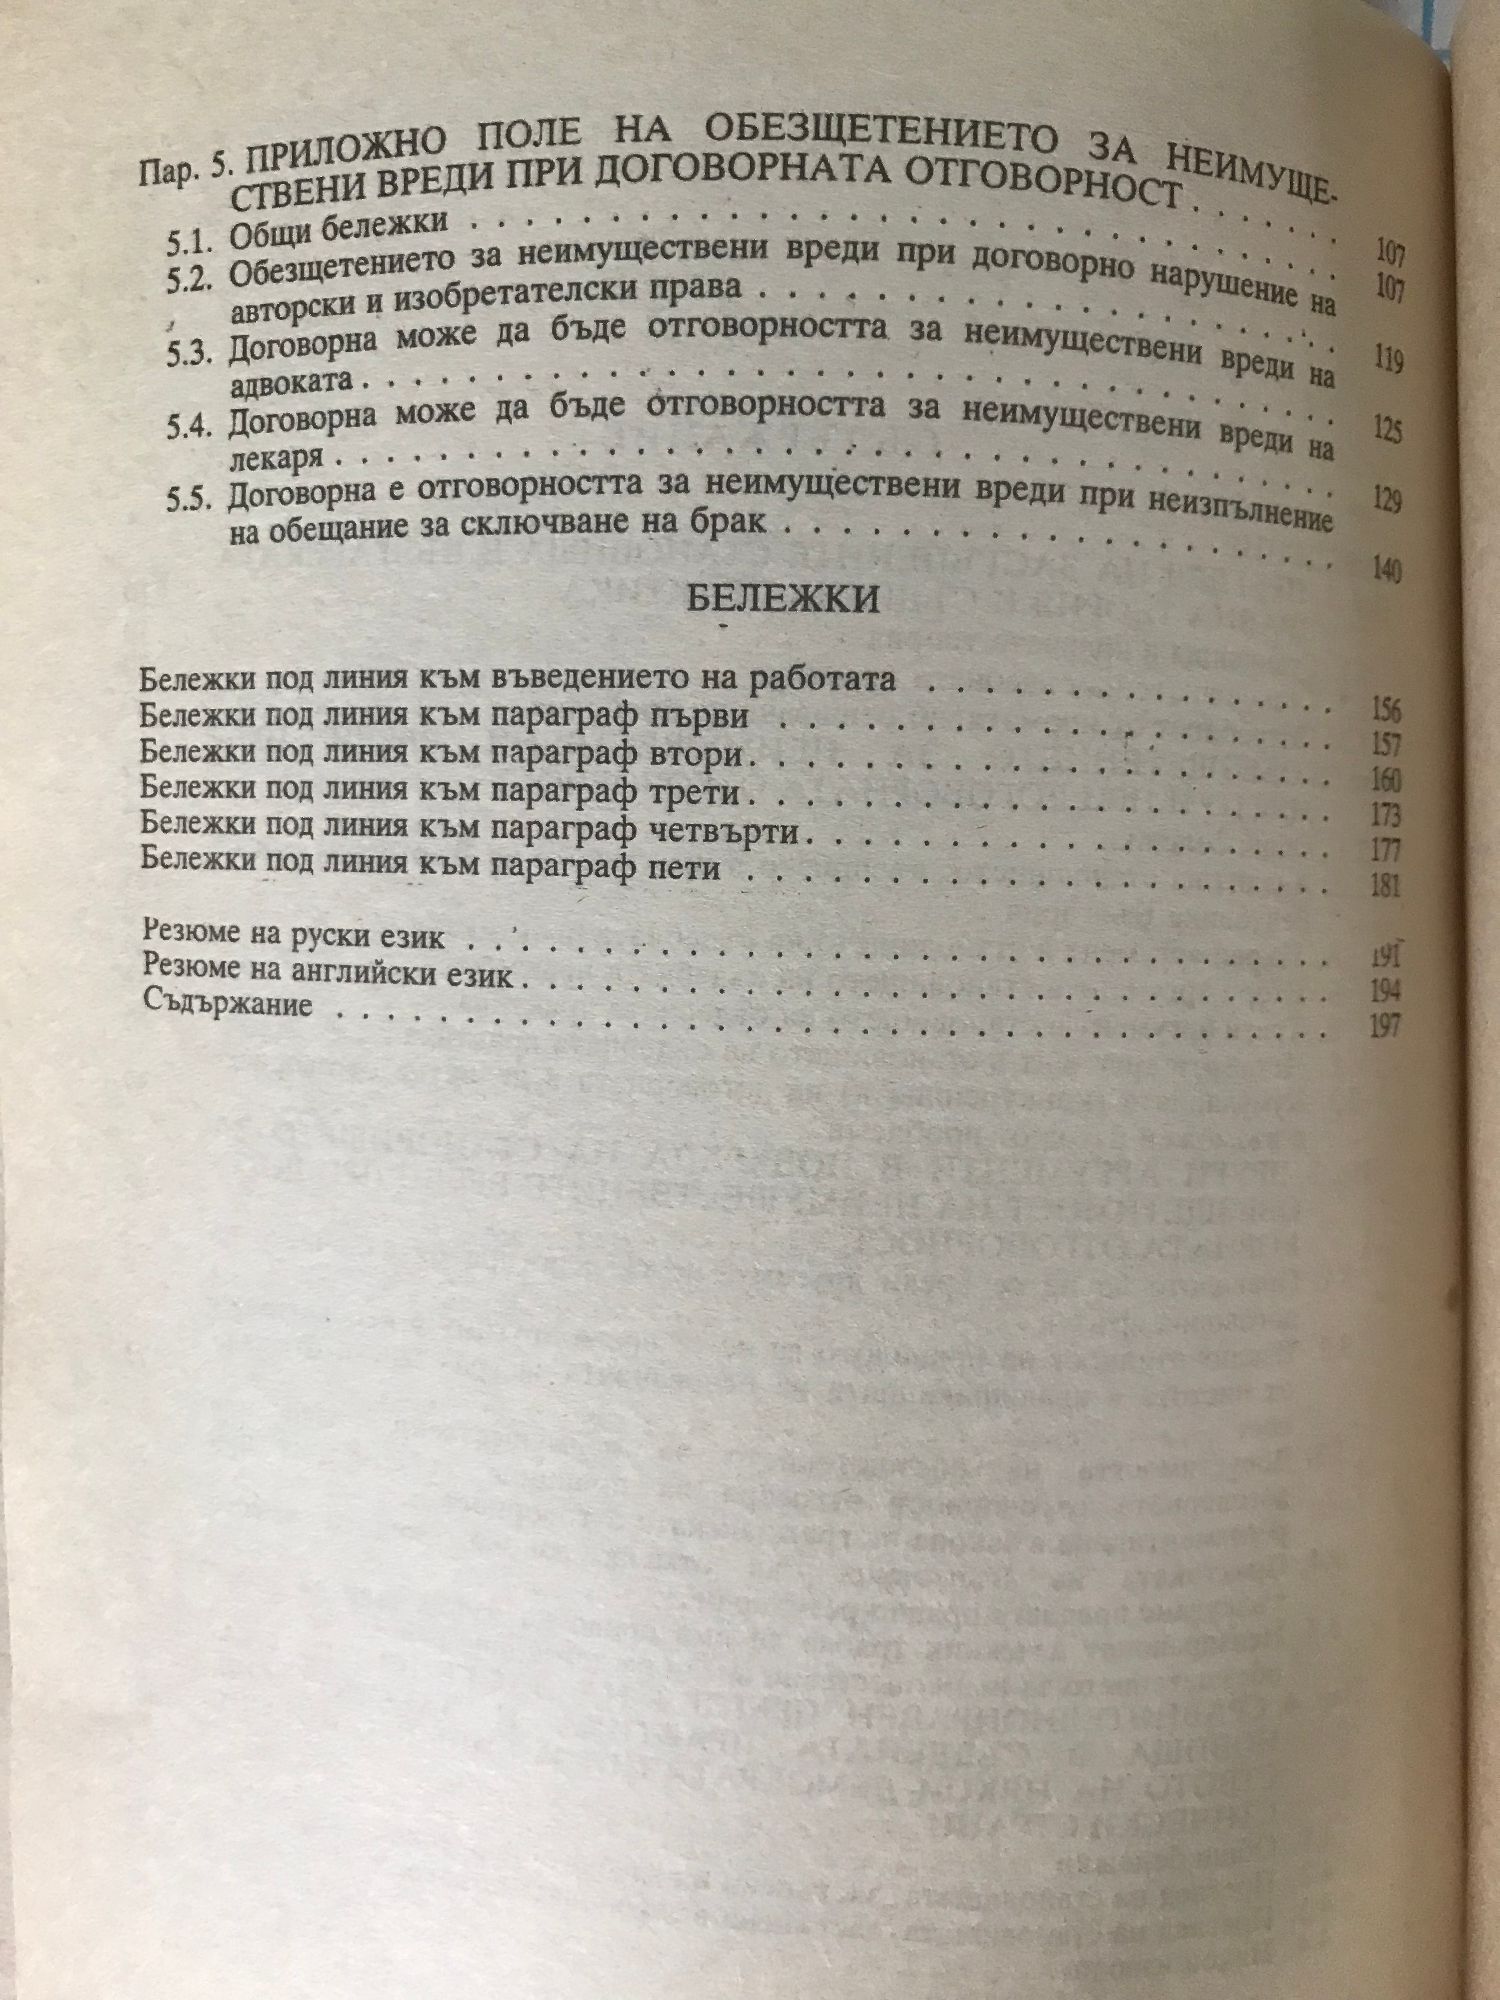 Пар. 5. ПРИЛОЖНО ПОЛЕ НА ОБЕЗЩЕТЕНИЕТО ЗА НЕИМУЩЕ-
СТВЕНИ ВРЕДИ ПРИ ДОГОВОРНАТА ОТГОВОРНОСТ . . . . . . . 107
5.1. Общи бележки . . . . . . . . . . . . . . . . . . . . 107
5.2. Обезщетението за неимуществени вреди при договорно нарушение на
авторски и изобретателски права . . . . . . . . . . . . . . . . . . . . 119
5.3. Договорна може да бъде отговорността за неимуществени вреди на
адвоката . . . . . . . . . . . . . . . . . . . . 125
5.4. Договорна може да бъде отговорността за неимуществени вреди на
лекаря . . . . . . . . . . . . . . . . . . . . 129
5.5. Договорна е отговорността за неимуществени вреди при неизпълнение
на обещание за сключване на брак . . . . . . . . . . . . . . . . . . . . 140
БЕЛЕЖКИ
Бележки под линия към въведението на работата . . . . . . . . . . . . . . . . 156
Бележки под линия към параграф първи . . . . . . . . . . . . . . . . . . . . 157
Бележки под линия към параграф втори . . . . . . . . . . . . . . . . . . . . 160
Бележки под линия към параграф трети . . . . . . . . . . . . . . . . . . . . 173
Бележки под линия към параграф четвърти . . . . . . . . . . . . . . . . . . . . 177
Бележки под линия към параграф пети . . . . . . . . . . . . . . . . . . . . 181
Резюме на руски език . . . . . . . . . . . . . . . . . . . . 191
Резюме на английски език . . . . . . . . . . . . . . . . . . . . 194
Съдържание . . . . . . . . . . . . . . . . . . . . 197